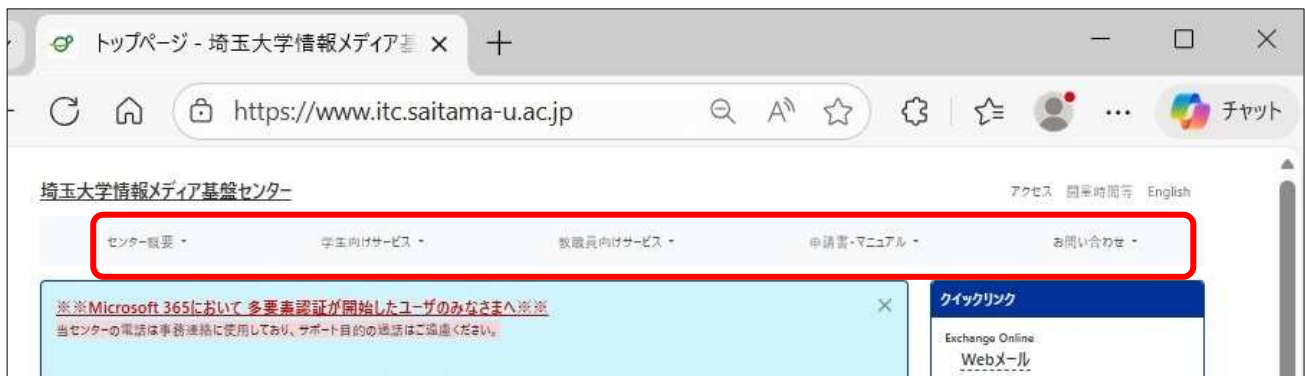 トップページ - 埼玉大学情報メディア基
https://www.itc.saitama-u.ac.jp
チャット
埼玉大学情報メディア基盤センター
アクセス 開室時間等 English
センター概要 学生向けサービス 教職員向けサービス 申請書・マニュアル お問い合わせ
※※Microsoft 365において 多要素認証が開始したユーザのみなさまへ※※
当センターの電話は事務連絡に使用しており、サポート目的の通話はご遠慮ください。
クイックリンク
Exchange Online
Webメール